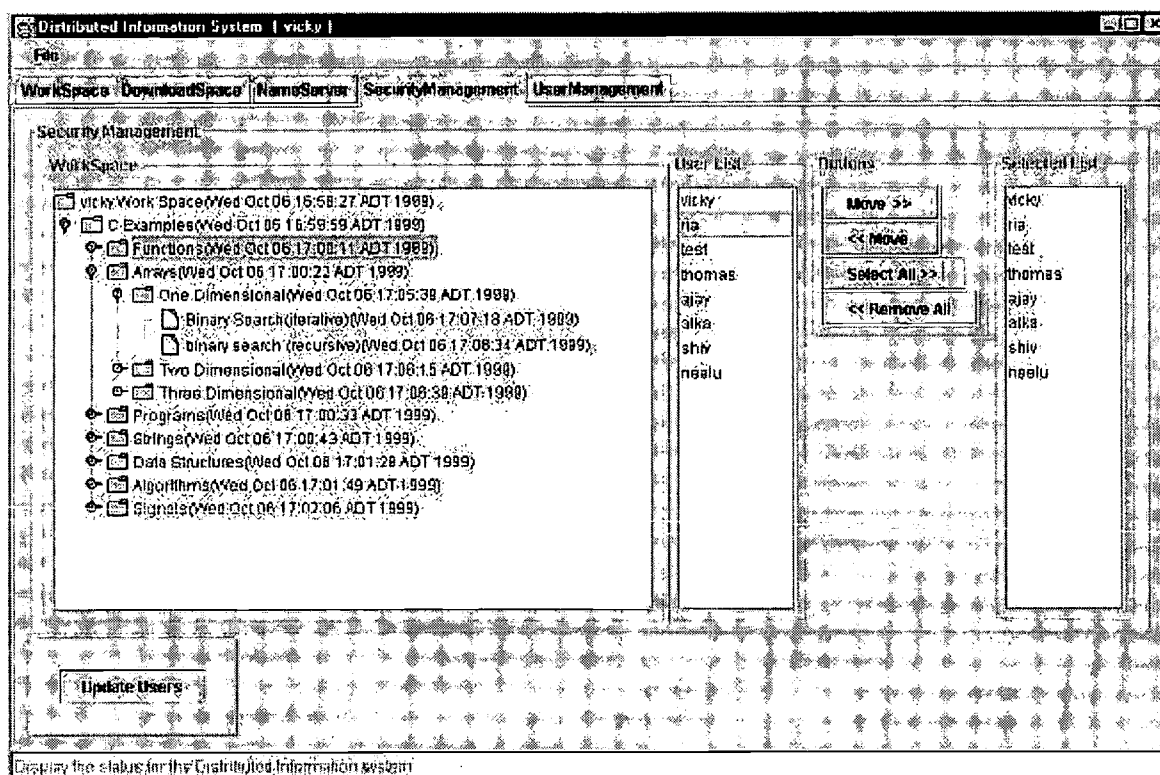 Distributed Information System [ vicky ]
File
WorkSpace DownloadSpace NameServer SecurityManagement UserManagement
Security Management
WorkSpace
vicky Work Space(Wed Oct 06 16:58:27 ADT 1999)
C Examples(Wed Oct 06 16:59:59 ADT 1999)
Functions(Wed Oct 06 17:00:11 ADT 1999)
Arrays(Wed Oct 06 17:00:22 ADT 1999)
One Dimensional(Wed Oct 06 17:05:38 ADT 1999)
Binary Search(iterative)(Wed Oct 06 17:07:18 ADT 1999)
binary search (recursive)(Wed Oct 06 17:08:34 ADT 1999)
Two Dimensional(Wed Oct 06 17:06:15 ADT 1999)
Three Dimensional(Wed Oct 06 17:06:38 ADT 1999)
Programs(Wed Oct 06 17:00:33 ADT 1999)
Strings(Wed Oct 06 17:00:43 ADT 1999)
Data Structures(Wed Oct 06 17:01:28 ADT 1999)
Algorithms(Wed Oct 06 17:01:49 ADT 1999)
Signals(Wed Oct 06 17:02:06 ADT 1999)
User List
vicky
ria
test
thomas
ajay
alka
shiv
neelu
Options
Move >>
<< Move
Select All >>
<< Remove All
Selected List
vicky
ria
test
thomas
ajay
alka
shiv
neelu
Update Users
Display the status for the Distributed Information system